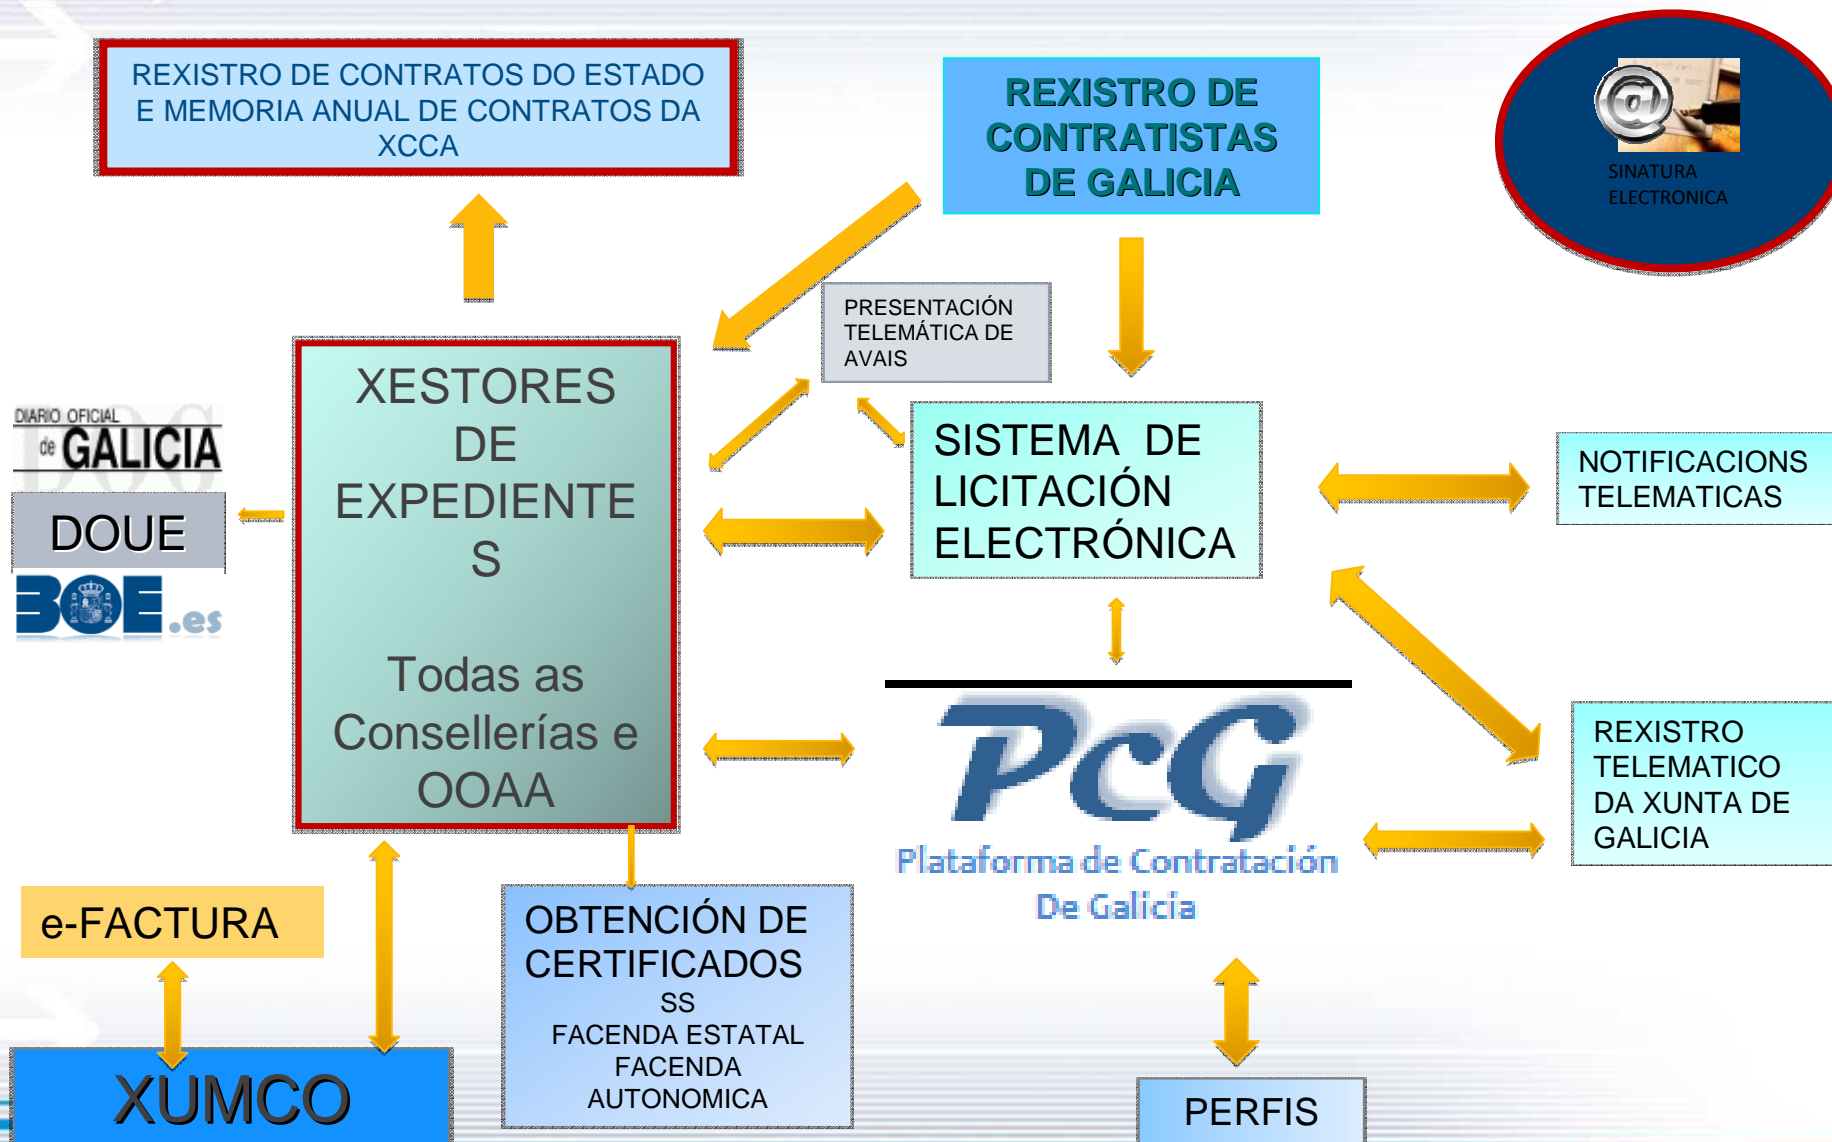 REXISTRO DE CONTRATOS DO ESTADO
E MEMORIA ANUAL DE CONTRATOS DA
XCCA
REXISTRO DE
CONTRATISTAS
DE GALICIA
SINATURA
ELECTRONICA
PRESENTACIÓN
TELEMÁTICA DE
AVAIS
XESTORES
DE
EXPEDIENTE
S
Todas as
Consellerías e
OOAA
DIARIO OFICIAL
de GALICIA
DOUE
BOE.es
SISTEMA DE
LICITACIÓN
ELECTRÓNICA
NOTIFICACIONS
TELEMATICAS
PcG
Plataforma de Contratación
De Galicia
REXISTRO
TELEMATICO
DA XUNTA DE
GALICIA
e-FACTURA
OBTENCIÓN DE
CERTIFICADOS
SS
FACENDA ESTATAL
FACENDA
AUTONOMICA
XUMCO
PERFIS